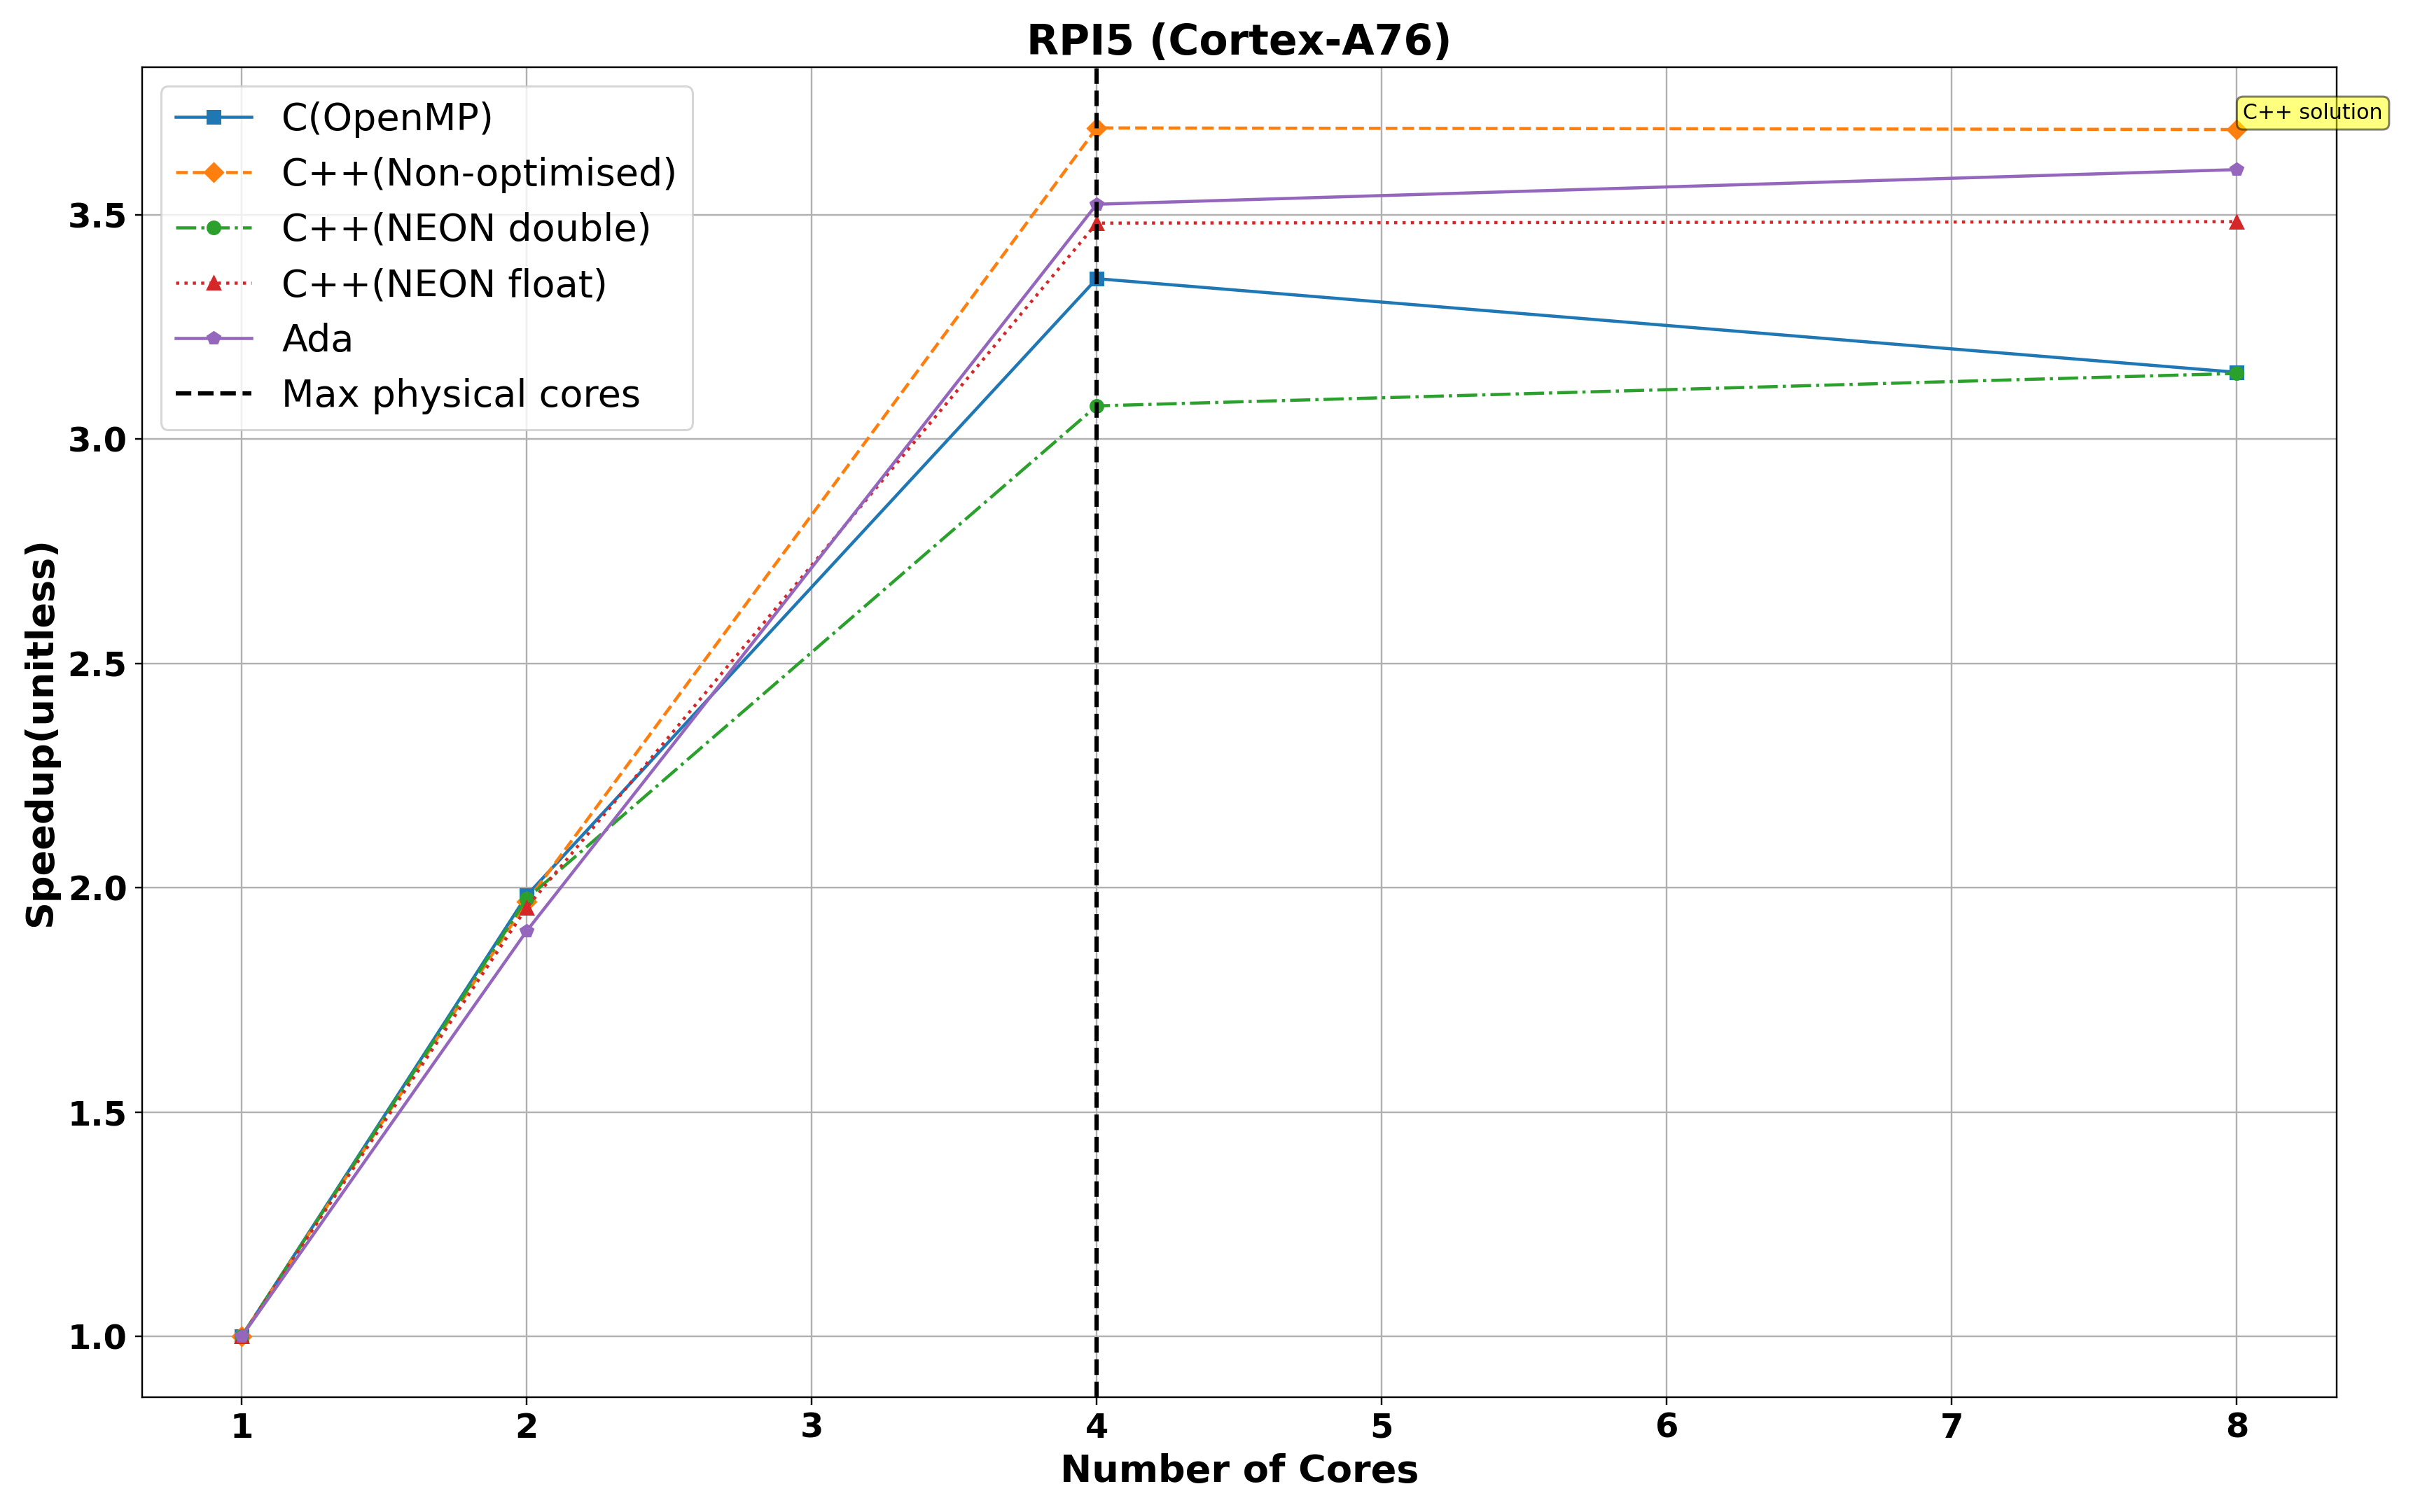 RPI5 (Cortex-A76)
C++ solution
C(OpenMP)
C++(Non-optimised)
C++(NEON double)
C++(NEON float)
Ada
Max physical cores
Speedup(unitless)
3.5
3.0
2.5
2.0
1.5
1.0
1 2 3 4 5 6 7 8
Number of Cores